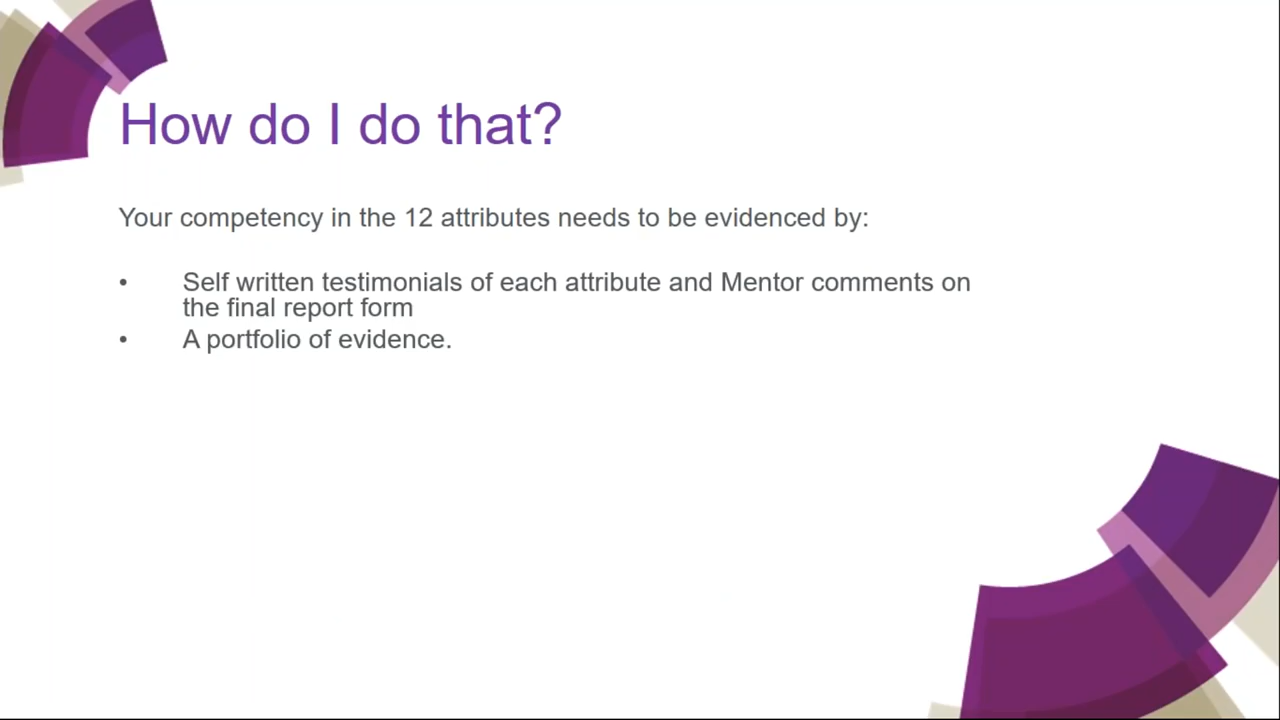 How do I do that?
Your competency in the 12 attributes needs to be evidenced by:
• Self written testimonials of each attribute and Mentor comments on
the final report form
• A portfolio of evidence.